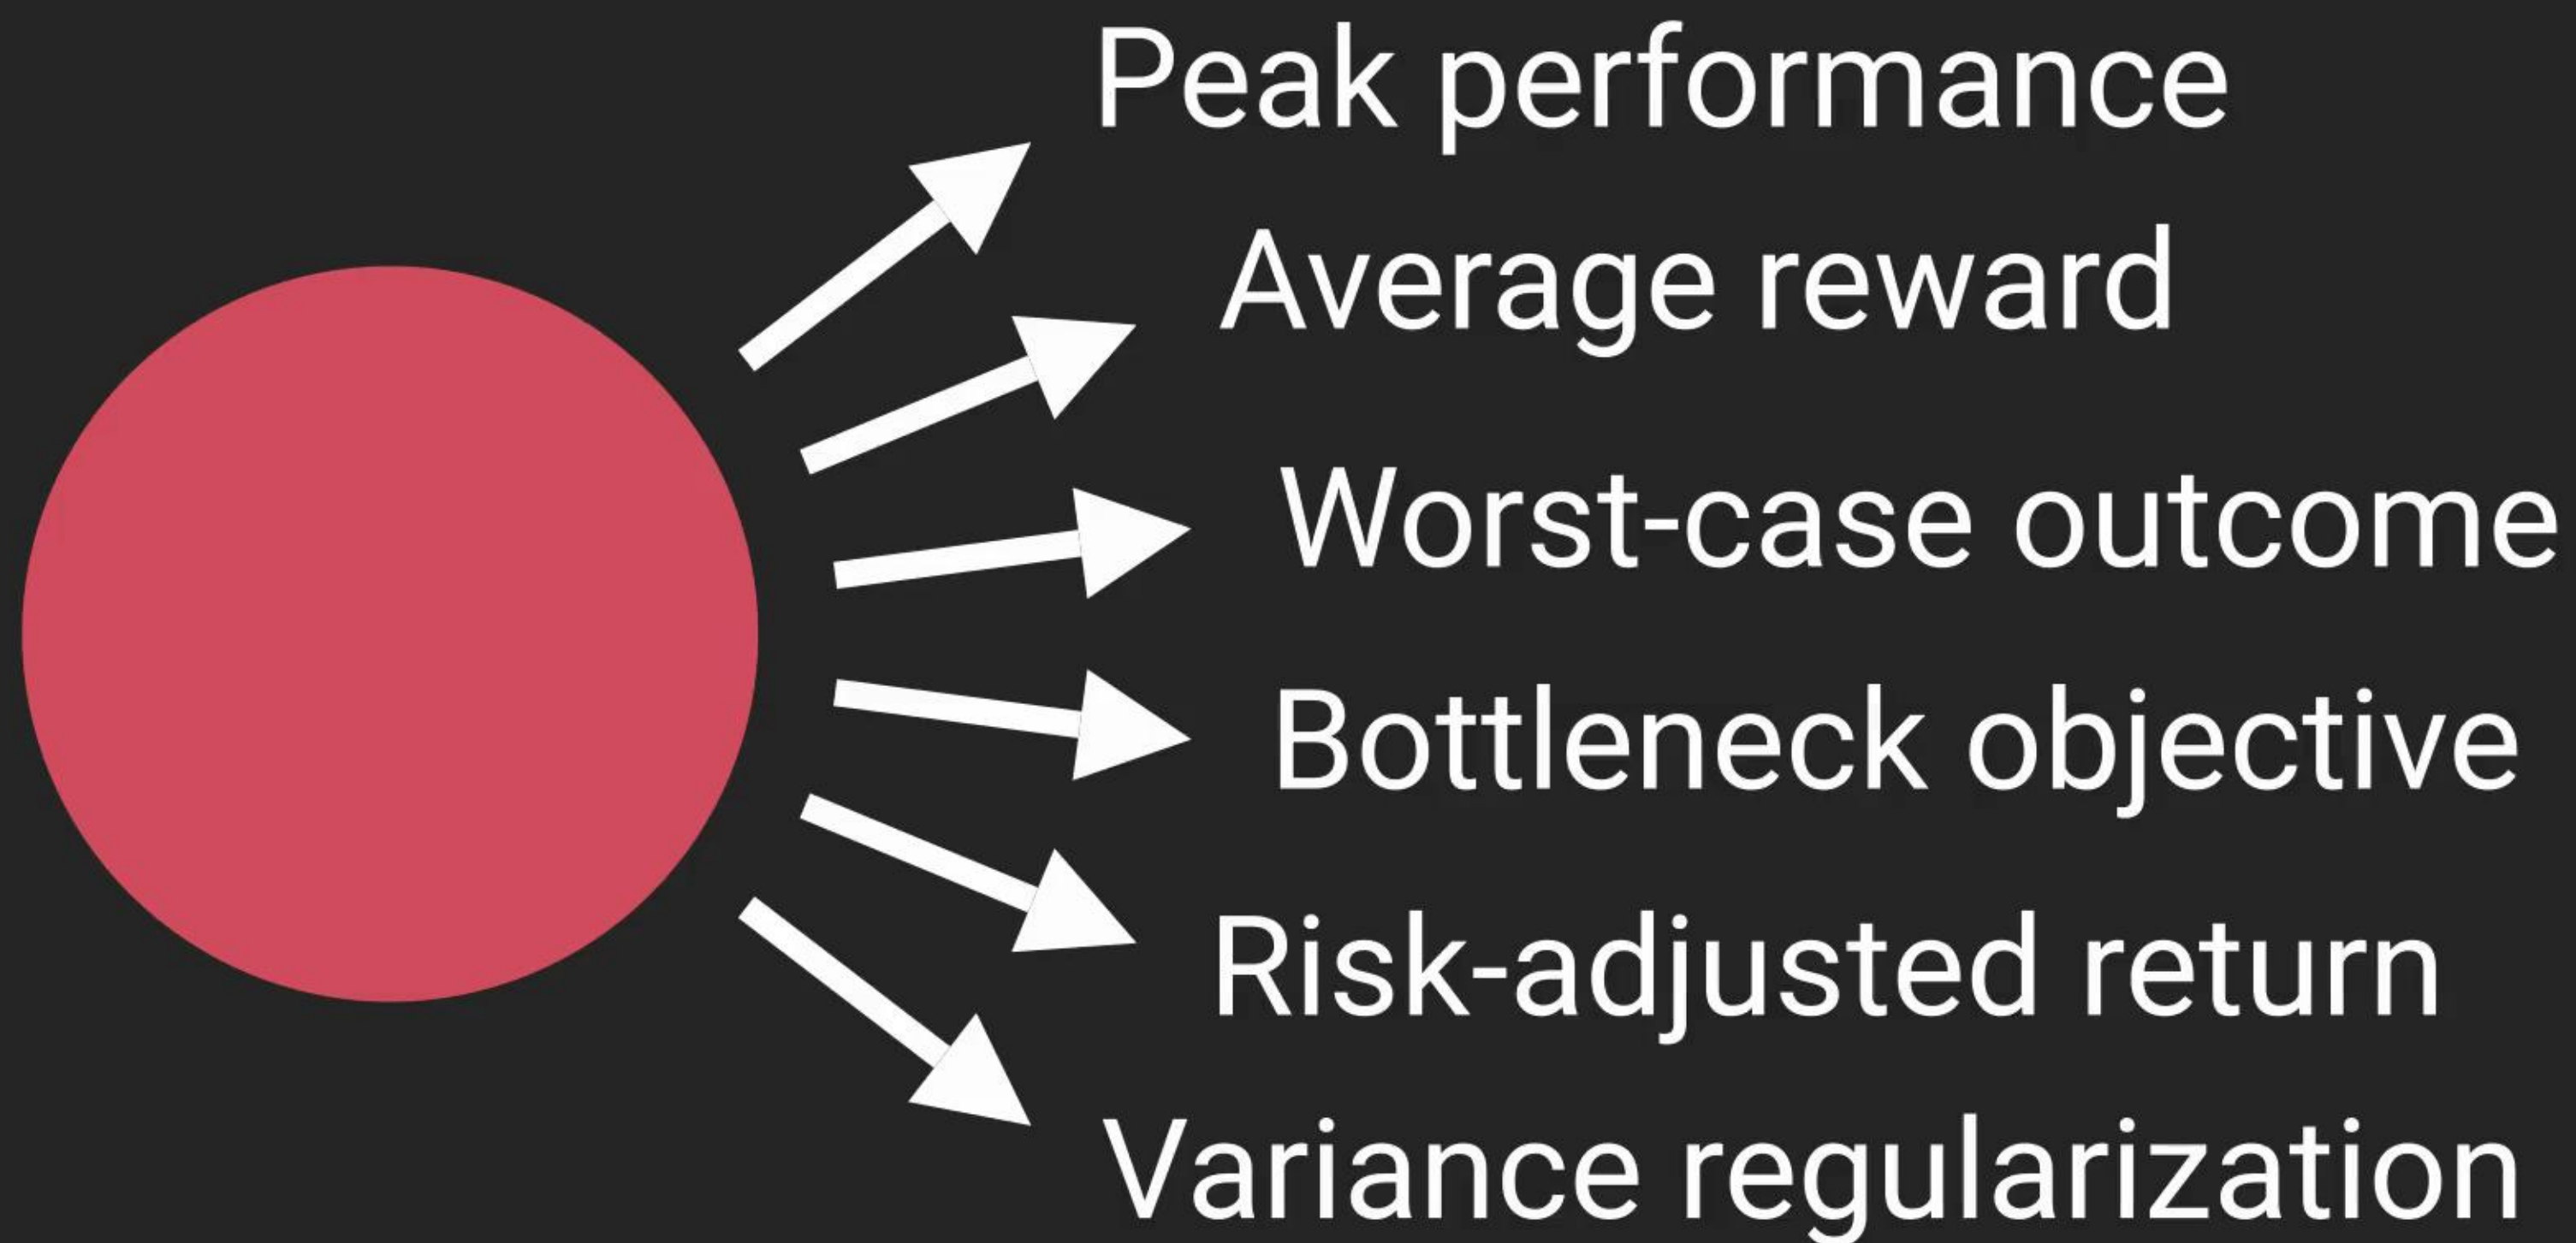 Peak performance
Average reward
Worst-case outcome
Bottleneck objective
Risk-adjusted return
Variance regularization